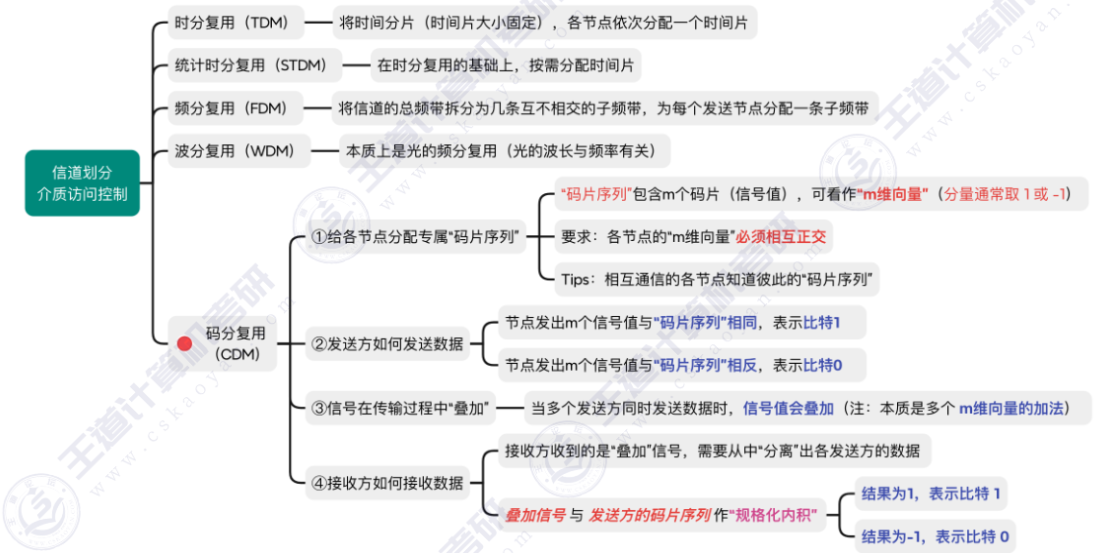 时分复用（TDM）
将时间分片（时间片大小固定），各节点依次分配一个时间片
统计时分复用（STDM）
在时分复用的基础上，按需分配时间片
频分复用（FDM）
将信道的总频带拆分为几条互不相交的子频带，为每个发送节点分配一条子频带
波分复用（WDM）
本质上是光的频分复用（光的波长与频率有关）
信道划分
介质访问控制
码分复用
（CDM）
①给各节点分配专属“码片序列”
“码片序列”包含m个码片（信号值），可看作“m维向量”（分量通常取 1 或 -1）
要求：各节点的“m维向量”必须相互正交
Tips：相互通信的各节点知道彼此的“码片序列”
②发送方如何发送数据
节点发出m个信号值与“码片序列”相同，表示比特1
节点发出m个信号值与“码片序列”相反，表示比特0
③信号在传输过程中“叠加”
当多个发送方同时发送数据时，信号值会叠加（注：本质是多个 m维向量的加法）
④接收方如何接收数据
接收方收到的是“叠加”信号，需要从中“分离”出各发送方的数据
叠加信号 与 发送方的码片序列 作“规格化内积”
结果为1，表示比特 1
结果为-1，表示比特 0
王道计算机考研
www.cskaoyan.com